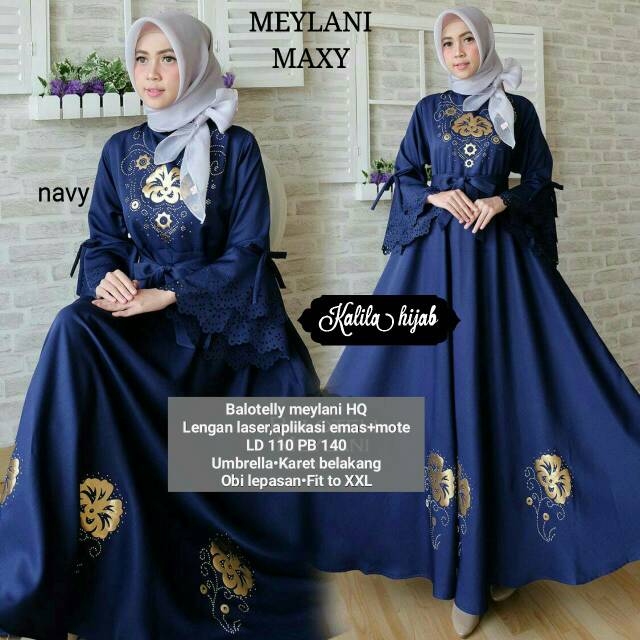 MEYLANI
MAXY
navy
Kalila hijab
Balotelly meylani HQ
Lengan laser,aplikasi emas+mote
LD 110 PB 140
Umbrella•Karet belakang
Obi lepasan•Fit to XXL